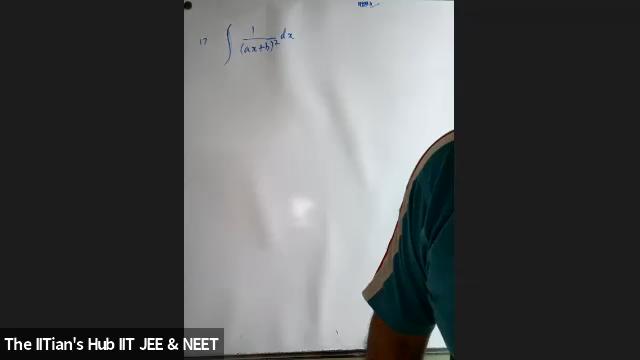 17 ∫ 1/(ax+b)² dx
The IITian's Hub IIT JEE & NEET